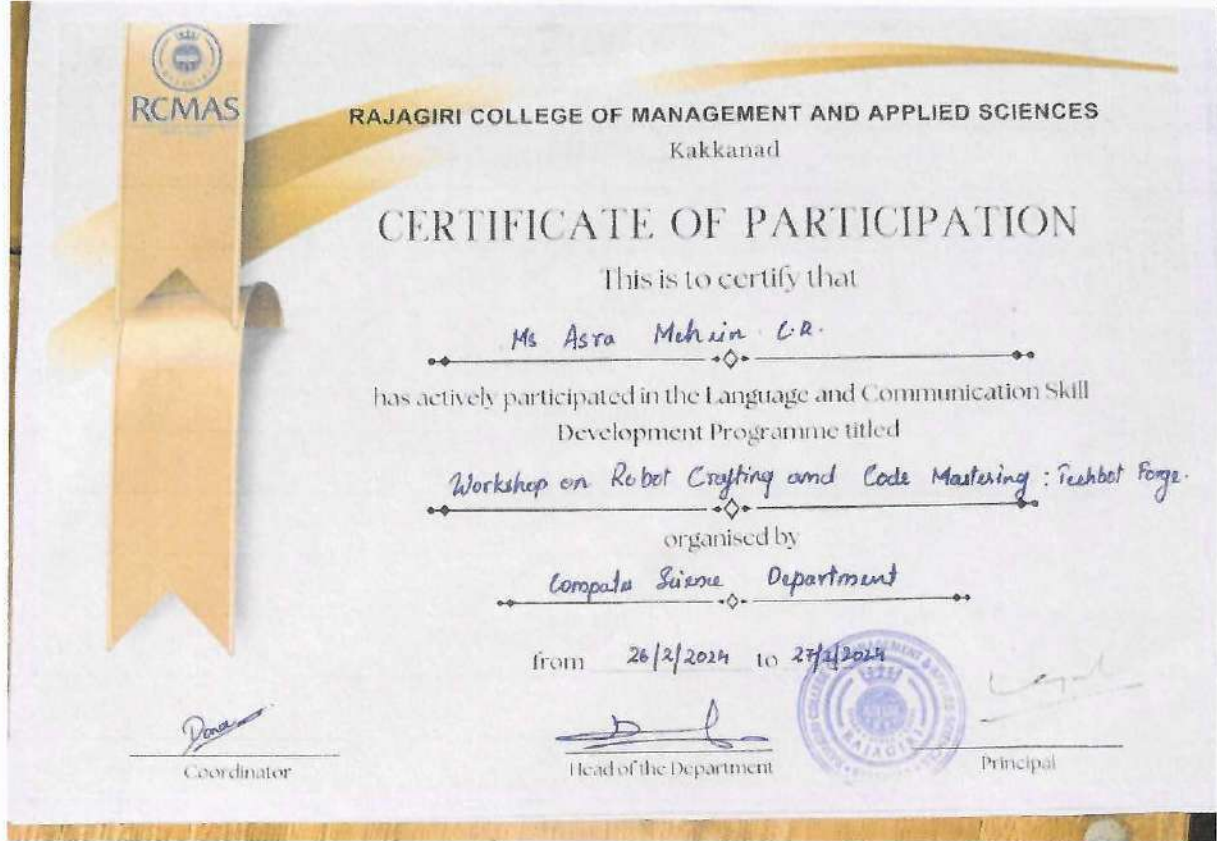 RCMAS
RAJAGIRI COLLEGE OF MANAGEMENT AND APPLIED SCIENCES
Kakkanad
CERTIFICATE OF PARTICIPATION
This is to certify that
Ms Asra
has actively participated in the Language and Communication Skill
Development Programme titled
Workshop on Robot Crafting and Code Mastering : Techbot Forge.
organised by
Science Department
from 26/2/2024 to 27/2/2024
Dona
Coordinator
Head of the Department
Principal
RAJAGIRI